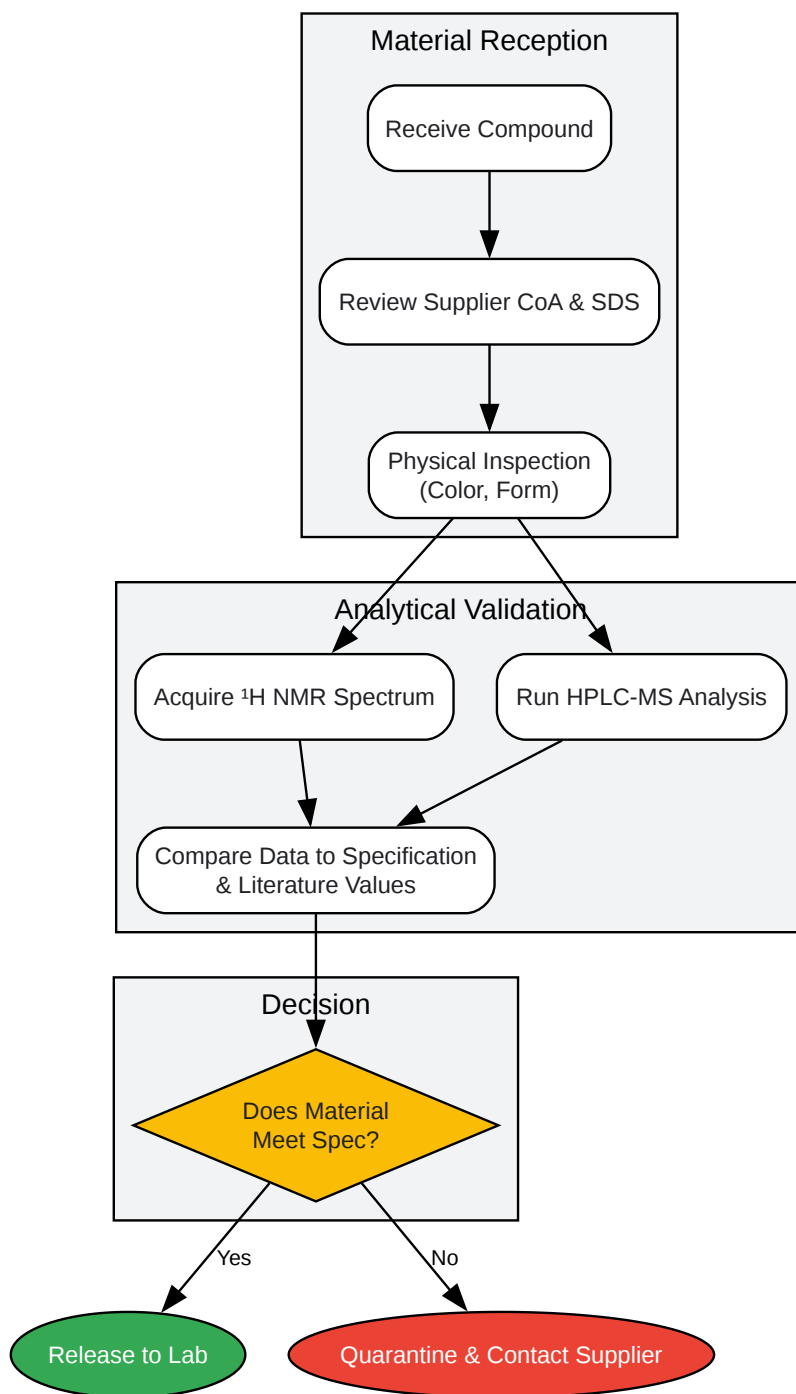 Material Reception
Receive Compound
Review Supplier CoA & SDS
Physical Inspection
(Color, Form)
Analytical Validation
Acquire ¹H NMR Spectrum
Run HPLC-MS Analysis
Compare Data to Specification
& Literature Values
Decision
Does Material
Meet Spec?
Yes
No
Release to Lab
Quarantine & Contact Supplier